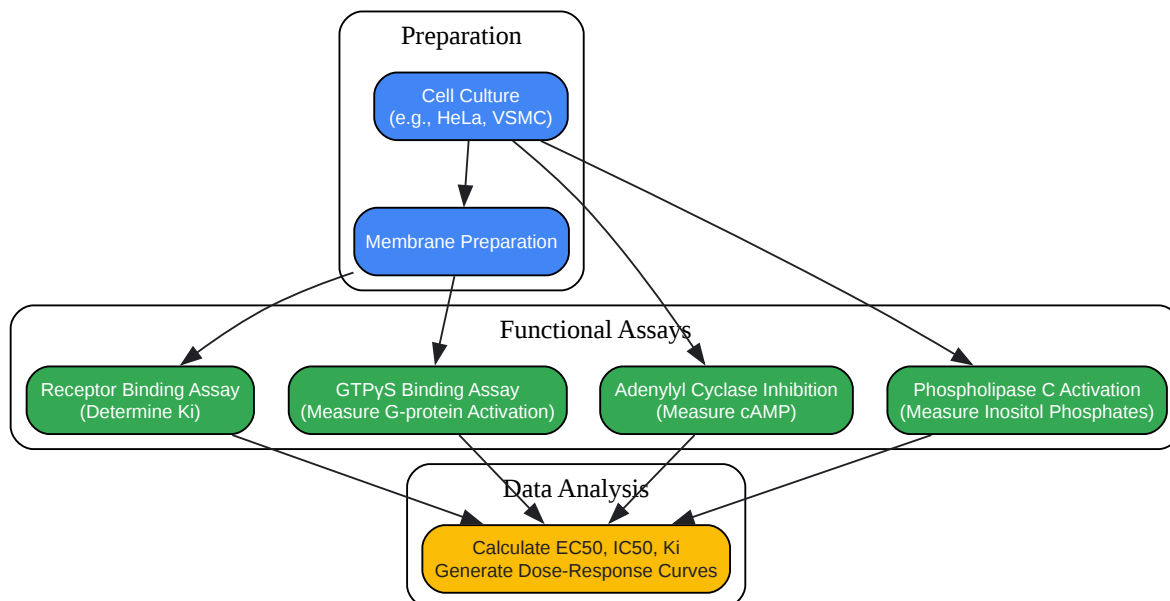 Preparation
Cell Culture
(e.g., HeLa, VSMC)
Membrane Preparation
Functional Assays
Receptor Binding Assay
(Determine Ki)
GTPγS Binding Assay
(Measure G-protein Activation)
Adenylyl Cyclase Inhibition
(Measure cAMP)
Phospholipase C Activation
(Measure Inositol Phosphates)
Data Analysis
Calculate EC50, IC50, Ki
Generate Dose-Response Curves